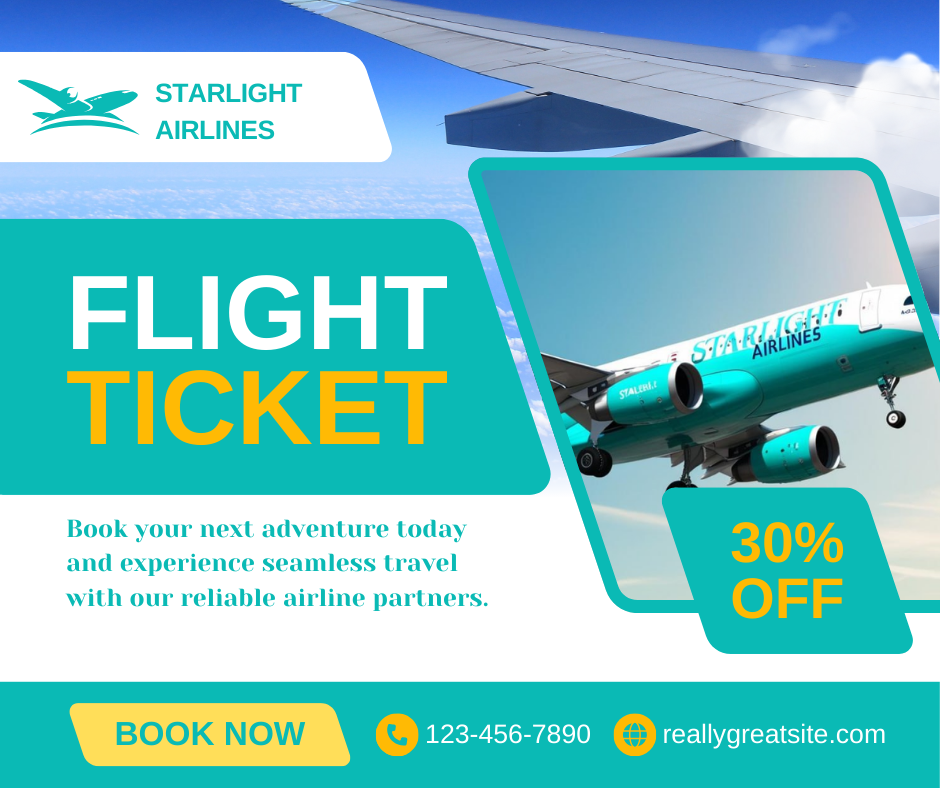 STARLIGHT
AIRLINES
FLIGHT
TICKET
STARLIGHT
AIRLINES
Book your next adventure today
and experience seamless travel
with our reliable airline partners.
30%
OFF
BOOK NOW
123-456-7890
reallygreatsite.com